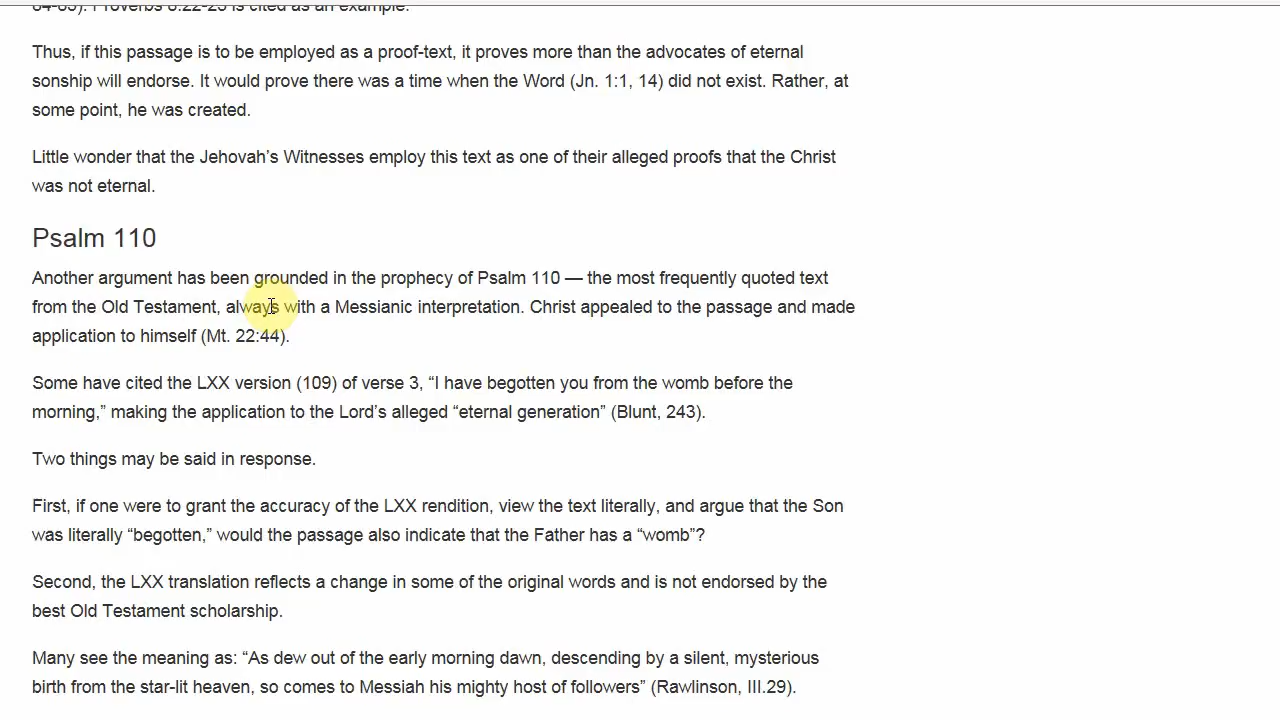 04-05). Proverbs 8:22-23 is cited as an example.
Thus, if this passage is to be employed as a proof-text, it proves more than the advocates of eternal
sonship will endorse. It would prove there was a time when the Word (Jn. 1:1, 14) did not exist. Rather, at
some point, he was created.
Little wonder that the Jehovah’s Witnesses employ this text as one of their alleged proofs that the Christ
was not eternal.
Psalm 110
Another argument has been grounded in the prophecy of Psalm 110 — the most frequently quoted text
from the Old Testament, always with a Messianic interpretation. Christ appealed to the passage and made
application to himself (Mt. 22:44).
Some have cited the LXX version (109) of verse 3, “I have begotten you from the womb before the
morning,” making the application to the Lord’s alleged “eternal generation” (Blunt, 243).
Two things may be said in response.
First, if one were to grant the accuracy of the LXX rendition, view the text literally, and argue that the Son
was literally “begotten,” would the passage also indicate that the Father has a “womb”?
Second, the LXX translation reflects a change in some of the original words and is not endorsed by the
best Old Testament scholarship.
Many see the meaning as: “As dew out of the early morning dawn, descending by a silent, mysterious
birth from the star-lit heaven, so comes to Messiah his mighty host of followers” (Rawlinson, III.29).